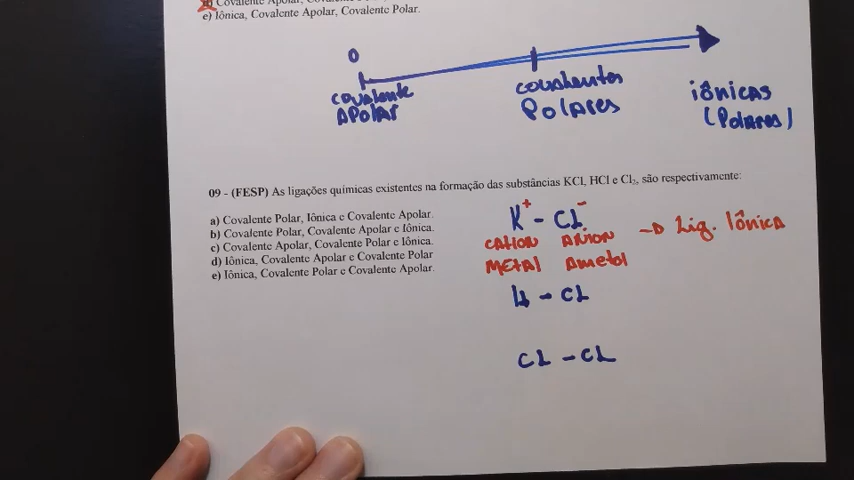 Covalente Apolar, Co
e) Iônica, Covalente Apolar, Covalente Polar.
0
covalente covalentes iônicas
Apolar Polares (Polares)
09 - (FESP) As ligações químicas existentes na formação das substâncias KCl, HCl e Cl₂, são respectivamente:
a) Covalente Polar, Iônica e Covalente Apolar.
b) Covalente Polar, Covalente Apolar e Iônica.
c) Covalente Apolar, Covalente Polar e Iônica.
d) Iônica, Covalente Apolar e Covalente Polar
e) Iônica, Covalente Polar e Covalente Apolar.
K⁺ - CL⁻
CATION ANION → Lig. Iônica
METAL Ametal
H - CL
CL - CL